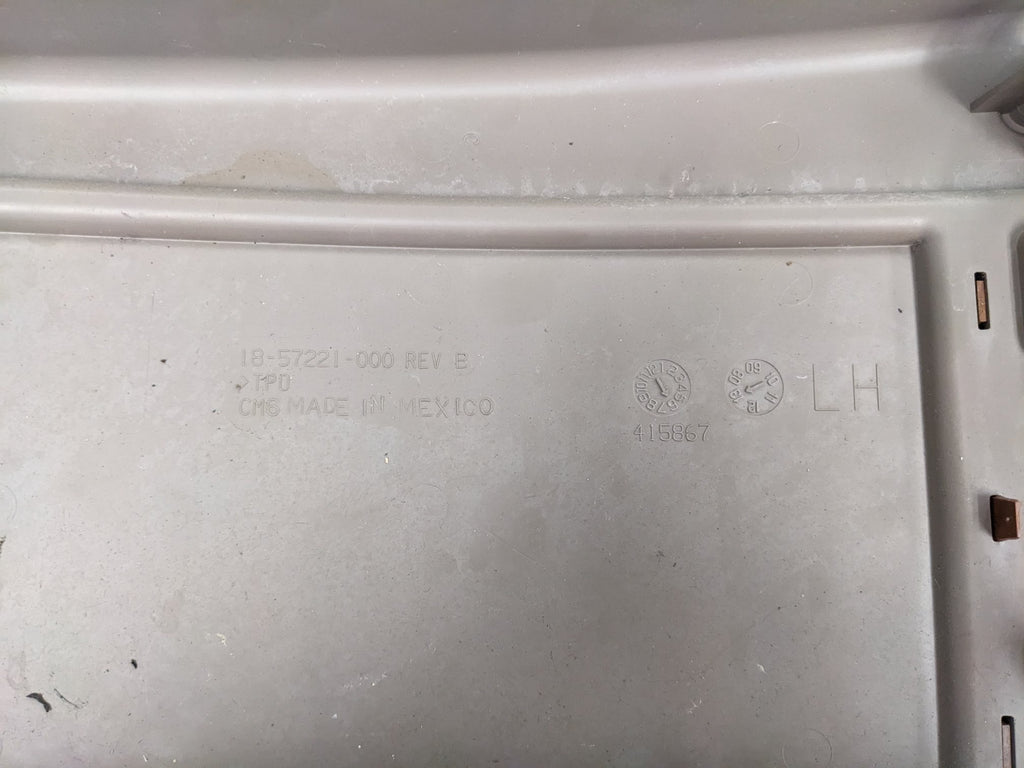 18-57221-000 REV B
>TPO
CMS MADE IN MEXICO
LH
415867